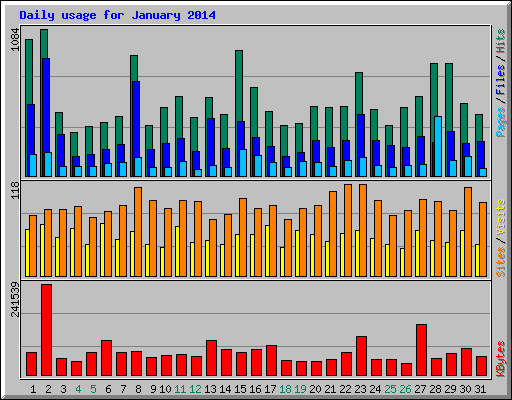 Daily usage for January 2014
1084
Pages / Files / Hits
118
Sites / Visits
241539
KBytes
1 2 3 4 5 6 7 8 9 10 11 12 13 14 15 16 17 18 19 20 21 22 23 24 25 26 27 28 29 30 31